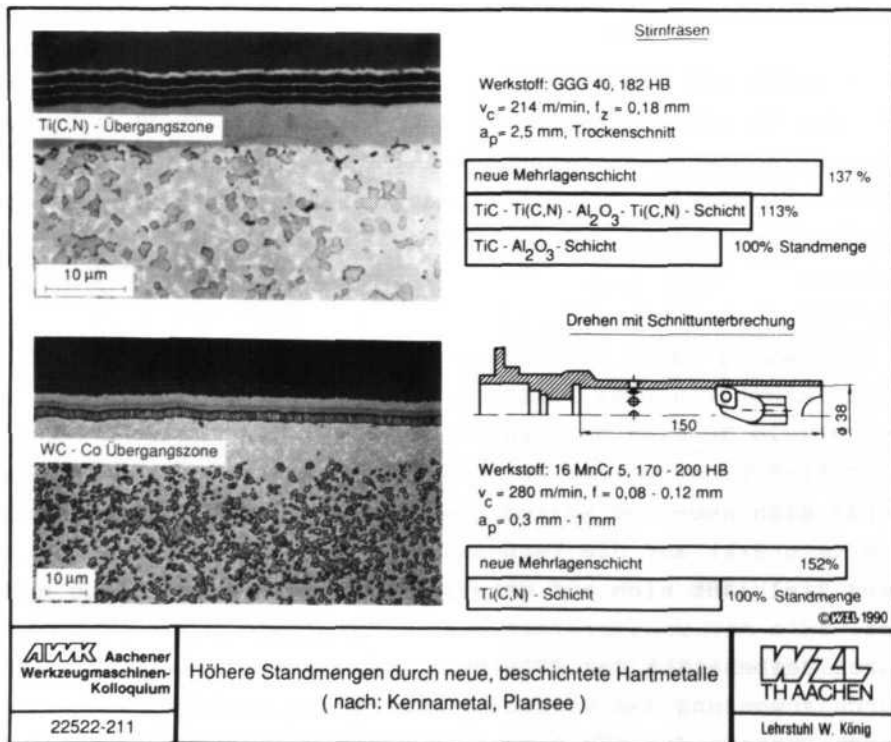 Ti(C,N) - Übergangszone
10 µm
WC - Co Übergangszone
10 µm
Stirnfräsen
Werkstoff: GGG 40, 182 HB
v_c = 214 m/min, f_z = 0,18 mm
a_p = 2,5 mm, Trockenschnitt
neue Mehrlagenschicht 137 %
TiC - Ti(C,N) - Al₂O₃ - Ti(C,N) - Schicht 113%
TiC - Al₂O₃ - Schicht 100% Standmenge
Drehen mit Schnittunterbrechung
150
ø 38
Werkstoff: 16 MnCr 5, 170 - 200 HB
v_c = 280 m/min, f = 0,08 - 0,12 mm
a_p = 0,3 mm - 1 mm
neue Mehrlagenschicht 152%
Ti(C,N) - Schicht 100% Standmenge
©WZL 1990
AWK Aachener
Werkzeugmaschinen-
Kolloquium
22522-211
Höhere Standmengen durch neue, beschichtete Hartmetalle
( nach: Kennametal, Plansee )
WZL
TH AACHEN
Lehrstuhl W. König